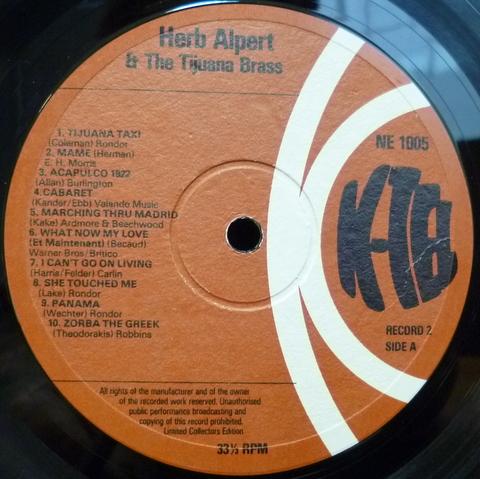 Herb Alpert
& The Tijuana Brass
1. TIJUANA TAXI
(Coleman) Rondor
2. MAME (Herman)
E. H. Morris
3. ACAPULCO 1922
(Allan) Burlington
4. CABARET
(Kander/Ebb) Valando Music
5. MARCHING THRU MADRID
(Kake) Ardmore & Beechwood
6. WHAT NOW MY LOVE
(Et Maintenant) (Becaud)
Warner Bros/Britico
7. I CAN'T GO ON LIVING
(Harris/Felder) Carlin
8. SHE TOUCHED ME
(Lake) Rondor
9. PANAMA
(Wechter) Rondor
10. ZORBA THE GREEK
(Theodorakis) Robbins
NE 1005
K-TEL
RECORD 2
SIDE A
All rights of the manufacturer and of the owner
of the recorded work reserved. Unauthorised
public performance broadcasting and
copying of this record prohibited.
Limited Collectors Edition
33⅓ RPM